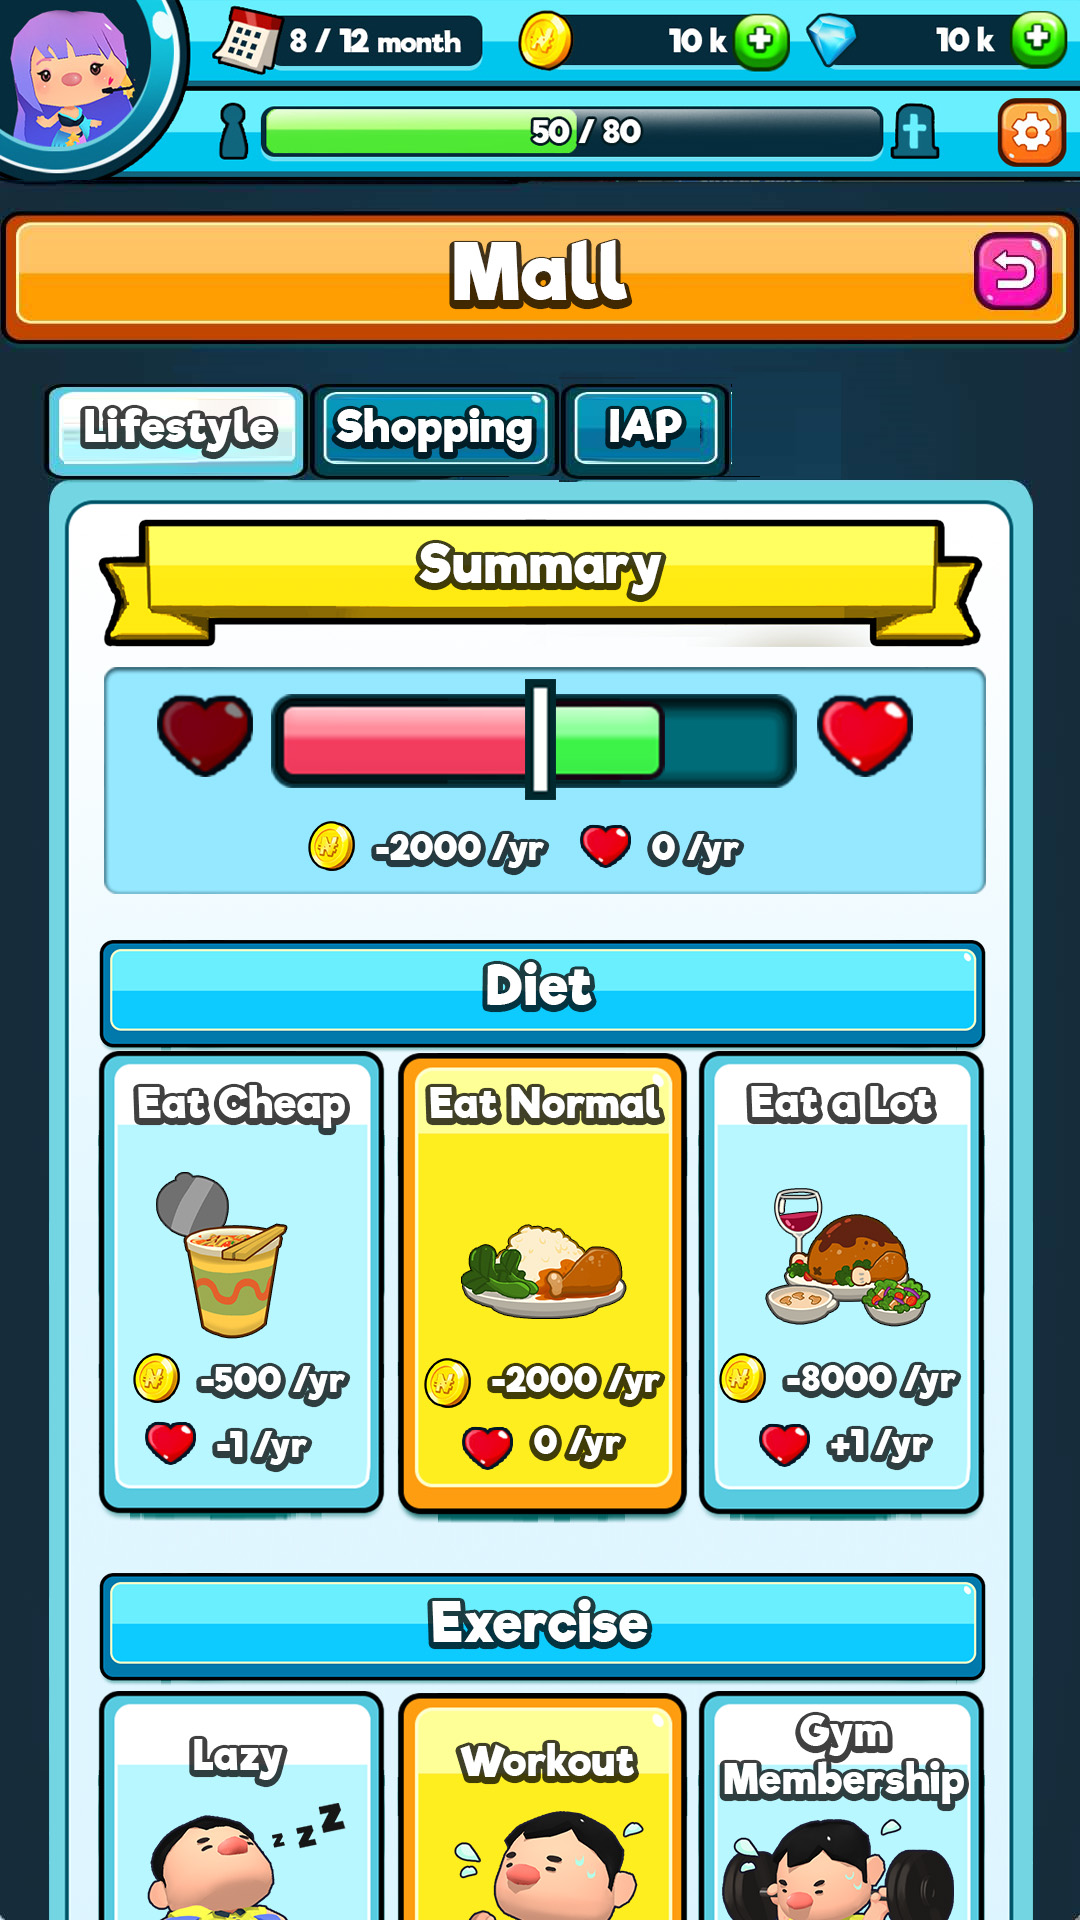 8 / 12 month
10 k
10 k
50 / 80
Mall
Lifestyle
Shopping
IAP
Summary
-2000 /yr
0 /yr
Diet
Eat Cheap
Eat Normal
Eat a Lot
-500 /yr
-2000 /yr
-8000 /yr
-1 /yr
0 /yr
+1 /yr
Exercise
Lazy
Workout
Gym
Membership
z z z